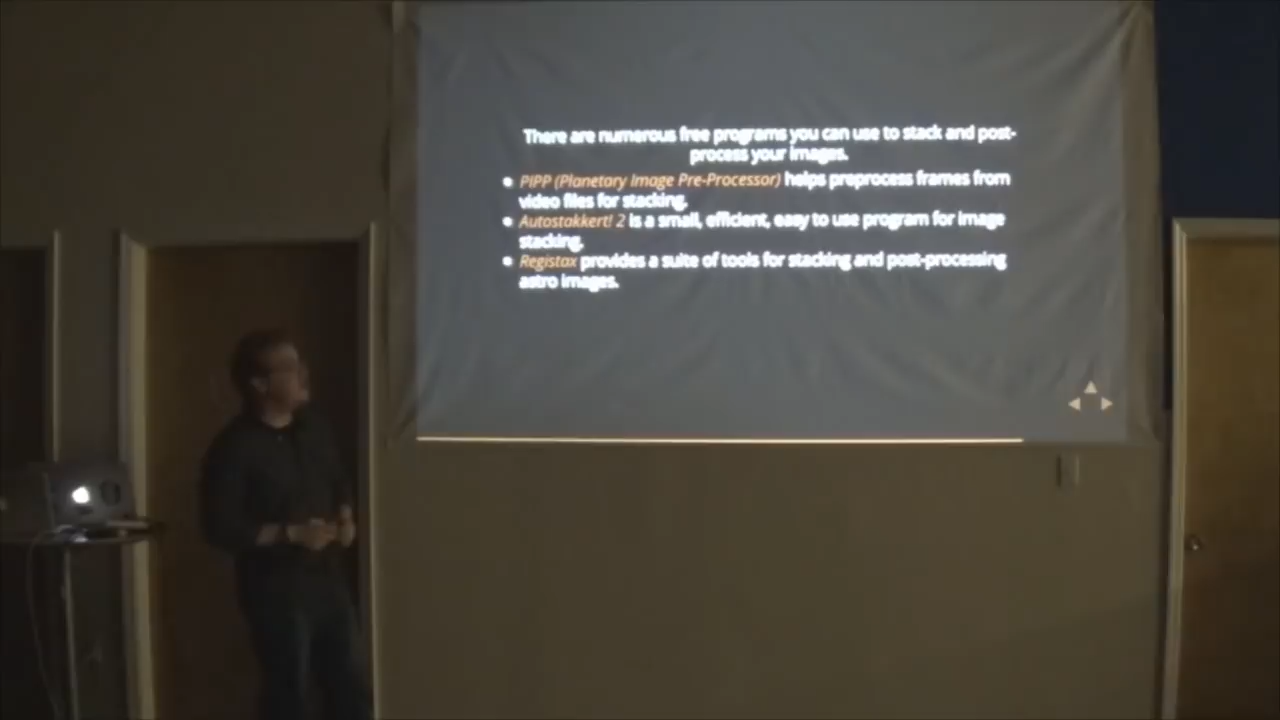 There are numerous free programs you can use to stack and post-
process your images.
PIPP (Planetary Image Pre-Processor) helps preprocess frames from
video files for stacking.
Autostakkert! 2 is a small, efficient, easy to use program for image
stacking.
Registax provides a suite of tools for stacking and post-processing
astro images.